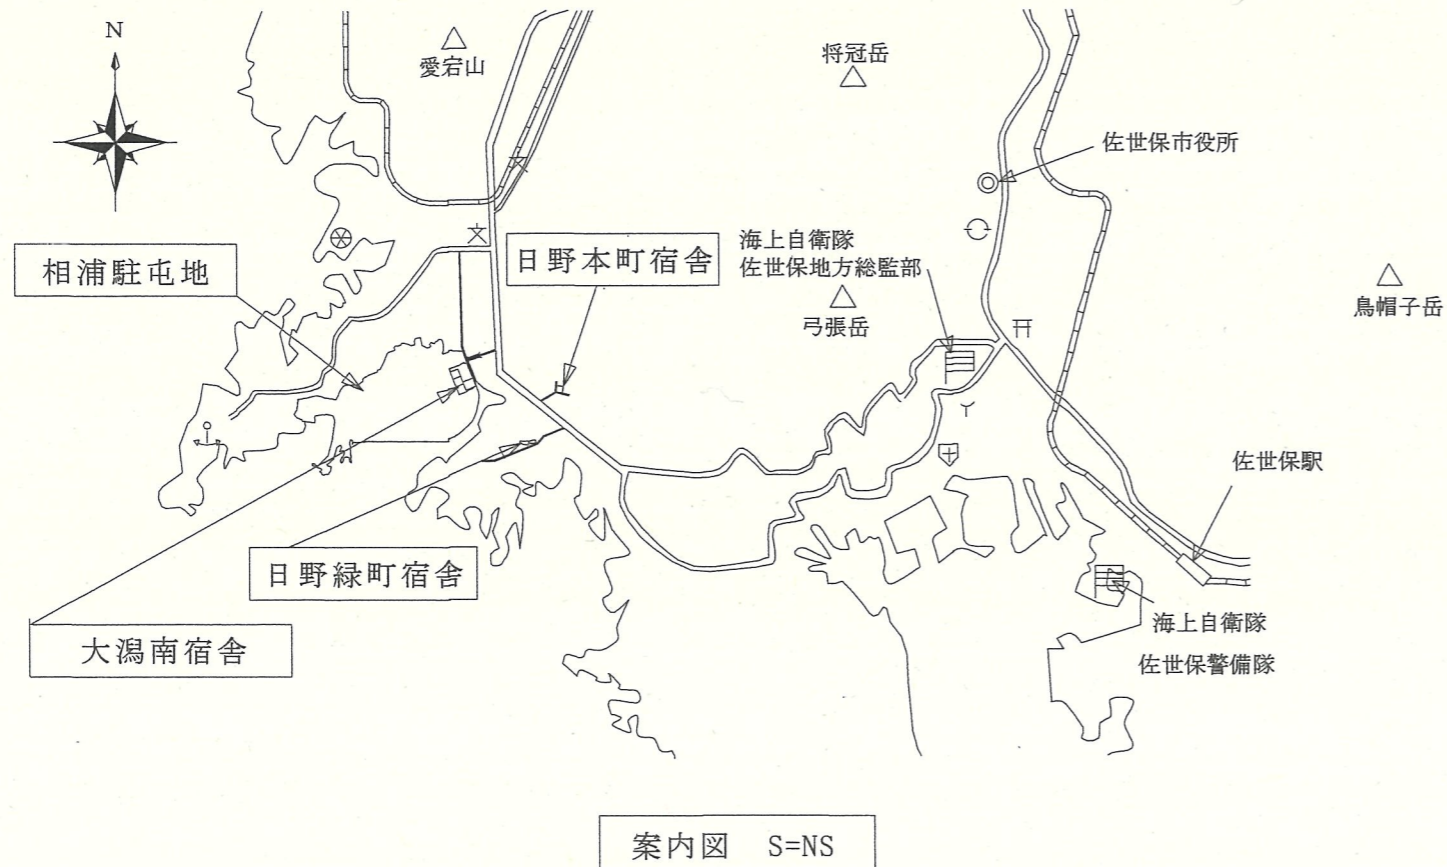 N
愛宕山
将冠岳
佐世保市役所
相浦駐屯地
日野本町宿舎
海上自衛隊
佐世保地方総監部
弓張岳
烏帽子岳
佐世保駅
日野緑町宿舎
大潟南宿舎
海上自衛隊
佐世保警備隊
案内図 S=NS